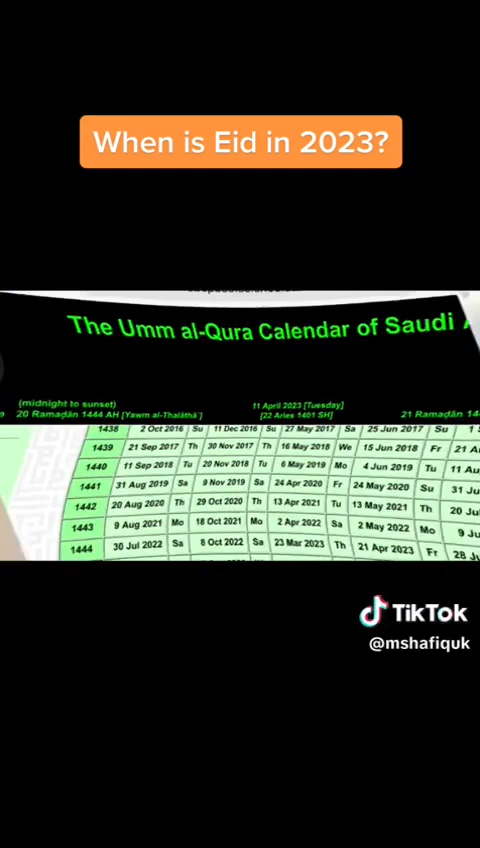 When is Eid in 2023?
The Umm al-Qura Calendar of Saudi
(midnight to sunset)
11 April 2023 [Tuesday]
20 Ramaḍān 1444 AH [Yawm al-Thalāthā’]
[22 Aries 1401 SH]
21 Ramaḍān 14
1438 2 Oct 2016 Su 11 Dec 2016 Su 27 May 2017 Sa 25 Jun 2017 Su
1439 21 Sep 2017 Th 30 Nov 2017 Th 16 May 2018 We 15 Jun 2018 Fr 21
1440 11 Sep 2018 Tu 20 Nov 2018 Tu 6 May 2019 Mo 4 Jun 2019 Tu 11
1441 31 Aug 2019 Sa 9 Nov 2019 Sa 24 Apr 2020 Fr 24 May 2020 Su 31
1442 20 Aug 2020 Th 29 Oct 2020 Th 13 Apr 2021 Tu 13 May 2021 Th 20
1443 9 Aug 2021 Mo 18 Oct 2021 Mo 2 Apr 2022 Sa 2 May 2022 Mo 9
1444 30 Jul 2022 Sa 8 Oct 2022 Sa 23 Mar 2023 Th 21 Apr 2023 Fr 28
TikTok
@mshafiquk